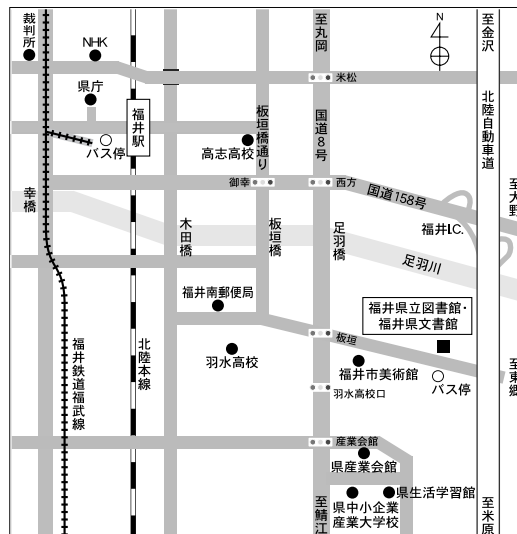 裁判所
NHK
至丸岡
N
至金沢
県庁
米松
福井駅
板垣橋通り
国道8号
北陸自動車道
バス停
高志高校
御幸
西方
国道158号
至大野
幸橋
木田橋
板垣橋
足羽橋
福井I.C.
足羽川
福井南郵便局
福井県立図書館・
福井県文書館
福井鉄道福武線
北陸本線
羽水高校
板垣
福井市美術館
バス停
至東郷
羽水高校口
産業会館
県産業会館
県生活学習館
県中小企業
産業大学校
至鯖江
至米原